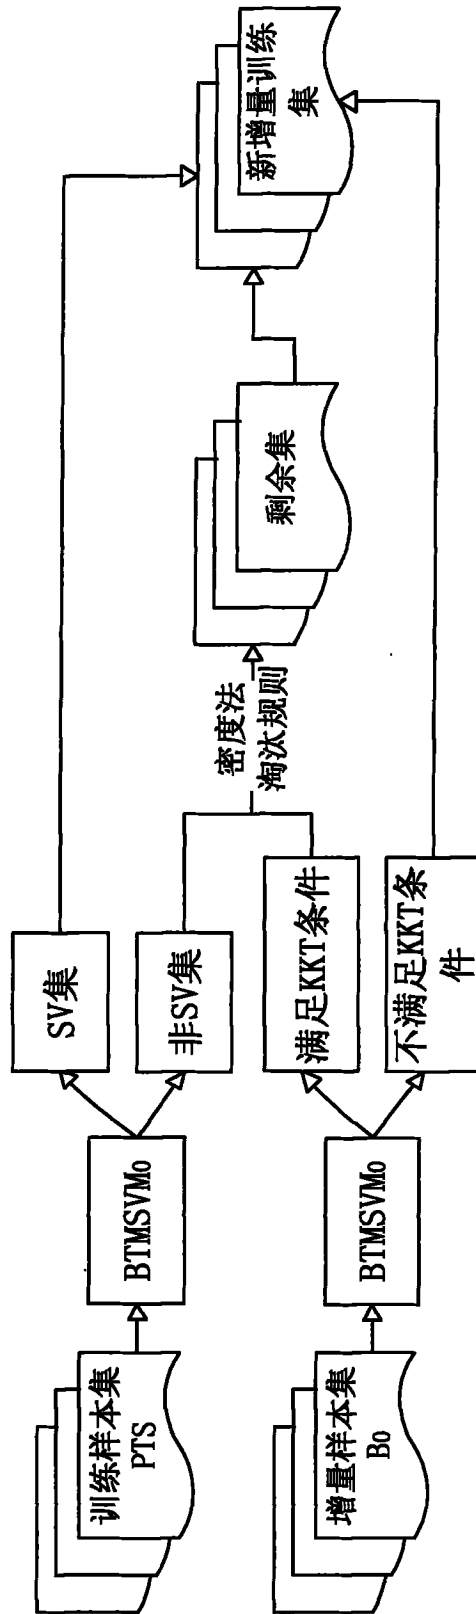 训练样本集
PTS
BTMSVM0
SV集
非SV集
增量样本集
B0
BTMSVM0
满足KKT条件
不满足KKT条
件
密度法
淘汰规则
剩余集
新增量训练
集